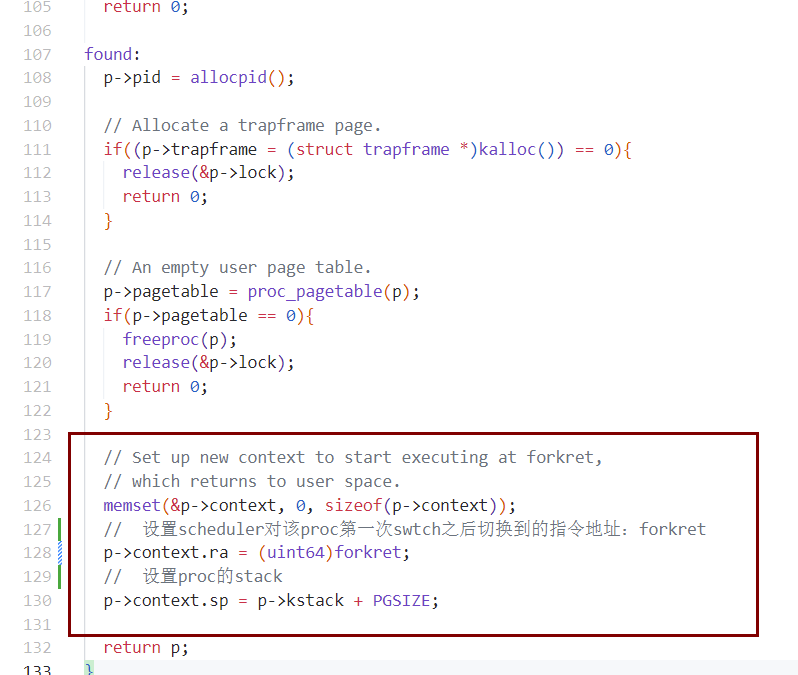 105 return 0;
106
107 found:
108 p->pid = allocpid();
109
110 // Allocate a trapframe page.
111 if((p->trapframe = (struct trapframe *)kalloc()) == 0){
112 release(&p->lock);
113 return 0;
114 }
115
116 // An empty user page table.
117 p->pagetable = proc_pagetable(p);
118 if(p->pagetable == 0){
119 freeproc(p);
120 release(&p->lock);
121 return 0;
122 }
123
124 // Set up new context to start executing at forkret,
125 // which returns to user space.
126 memset(&p->context, 0, sizeof(p->context));
127 // 设置scheduler对该proc第一次swtch之后切换到的指令地址：forkret
128 p->context.ra = (uint64)forkret;
129 // 设置proc的stack
130 p->context.sp = p->kstack + PGSIZE;
131
132 return p;
133 }